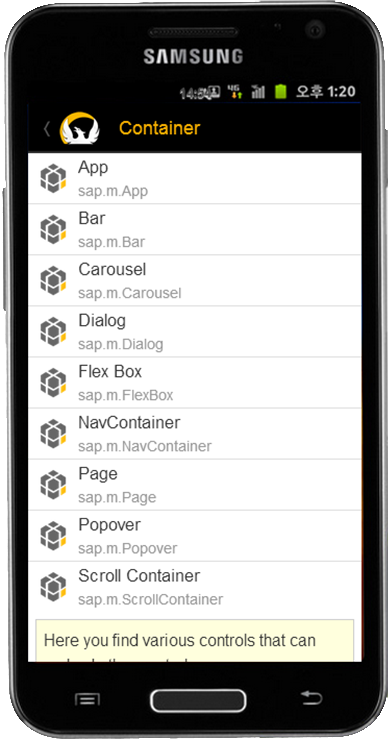 SAMSUNG
오후 1:20
Container
App
sap.m.App
Bar
sap.m.Bar
Carousel
sap.m.Carousel
Dialog
sap.m.Dialog
Flex Box
sap.m.FlexBox
NavContainer
sap.m.NavContainer
Page
sap.m.Page
Popover
sap.m.Popover
Scroll Container
sap.m.ScrollContainer
Here you find various controls that can